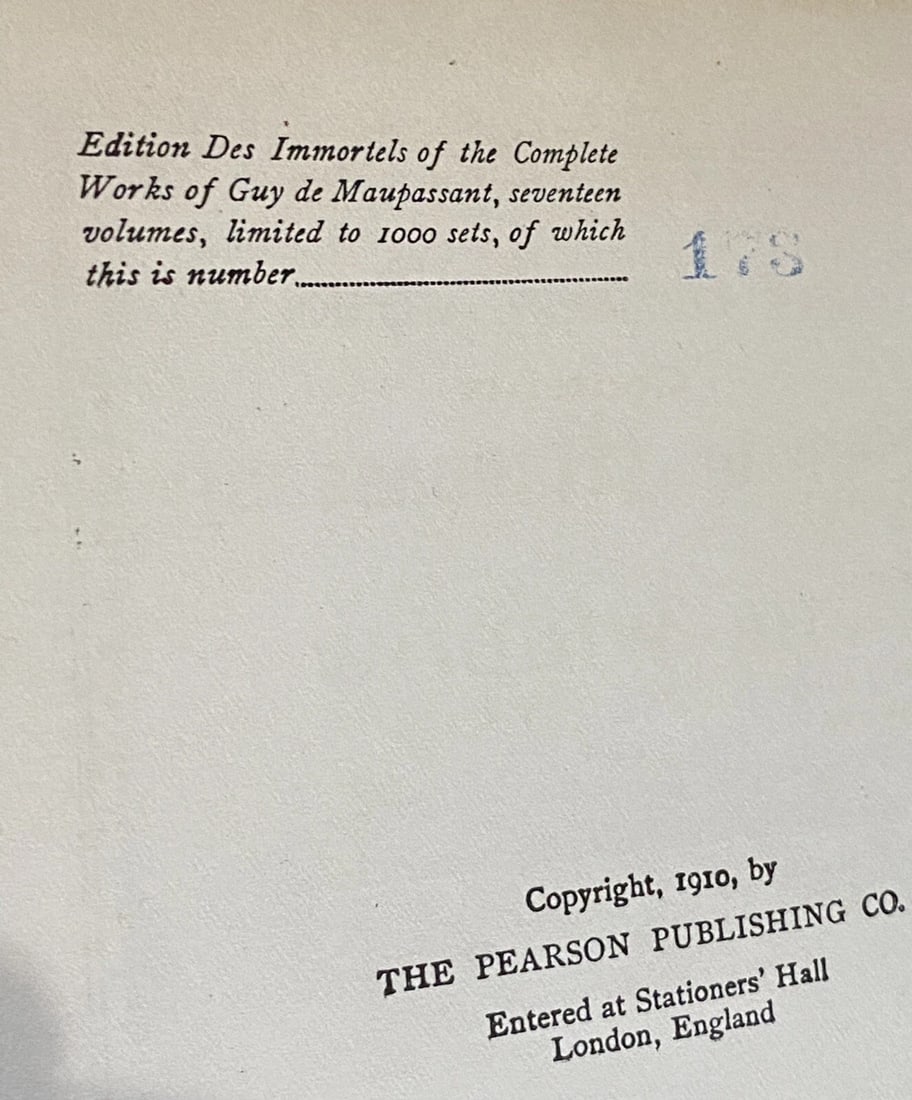 Edition Des Immortels of the Complete
Works of Guy de Maupassant, seventeen
volumes, limited to 1000 sets, of which
this is number........................ 178
Copyright, 1910, by
THE PEARSON PUBLISHING CO.
Entered at Stationers' Hall
London, England